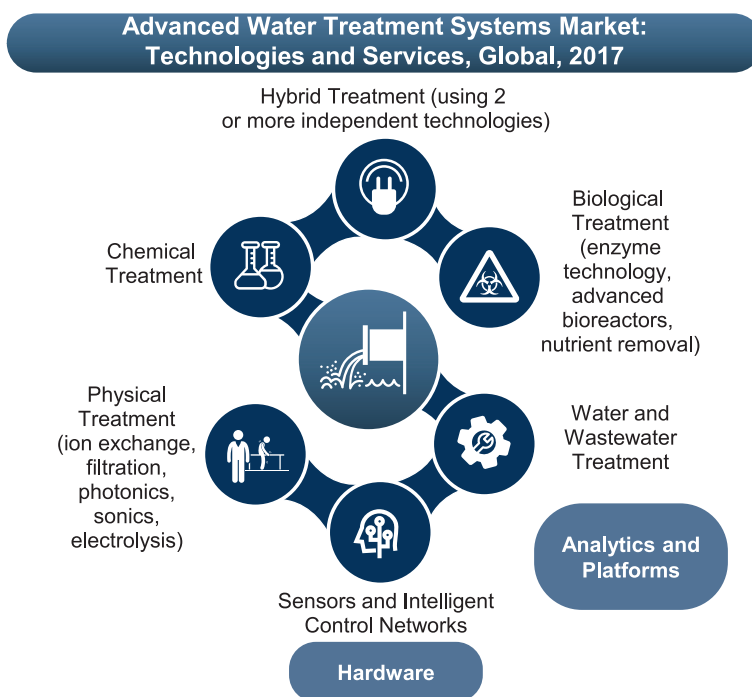 Advanced Water Treatment Systems Market:
Technologies and Services, Global, 2017
Hybrid Treatment (using 2
or more independent technologies)
Biological
Treatment
(enzyme
technology,
advanced
bioreactors,
nutrient removal)
Chemical
Treatment
Physical
Treatment
(ion exchange,
filtration,
photonics,
sonics,
electrolysis)
Water and
Wastewater
Treatment
Analytics and
Platforms
Sensors and Intelligent
Control Networks
Hardware